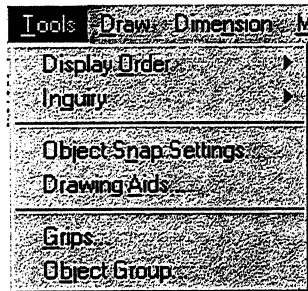 Tools Draw Dimension M
Display Order
Inquiry
Object Snap Settings...
Drawing Aids...
Grips...
Object Group...